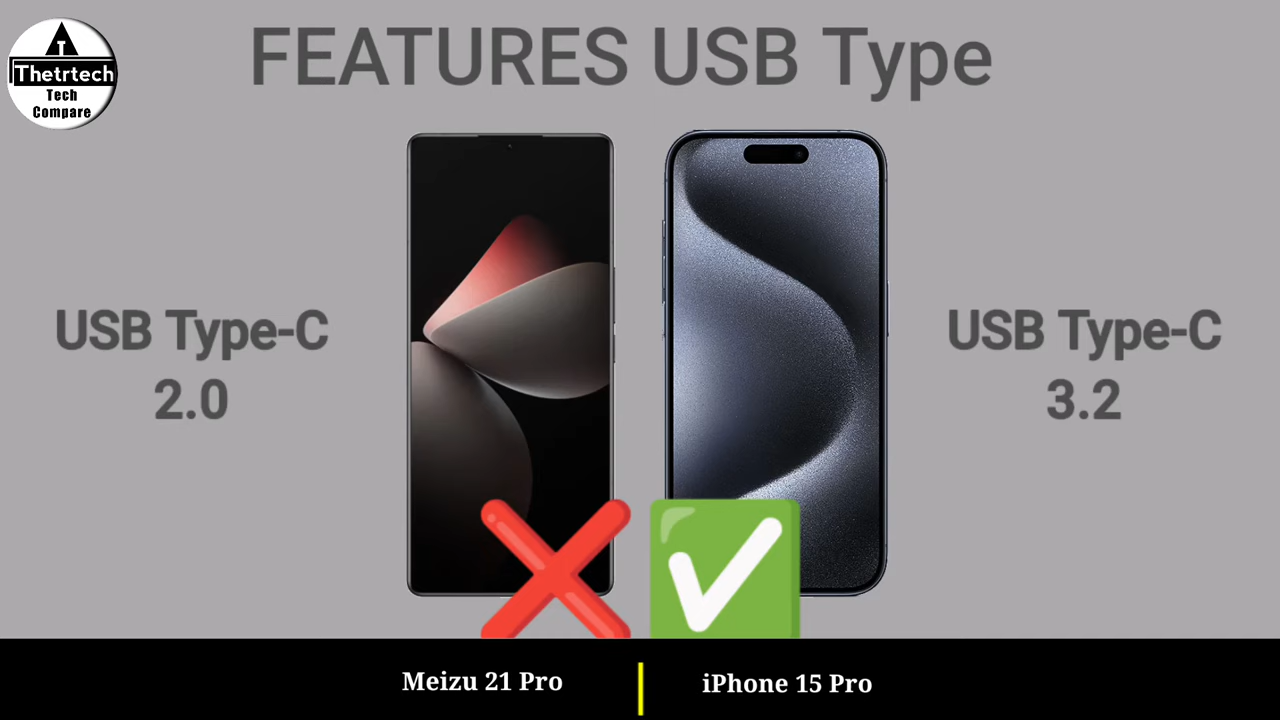 T
Thetrtech
Tech
Compare
FEATURES USB Type
USB Type-C
2.0
USB Type-C
3.2
Meizu 21 Pro
iPhone 15 Pro